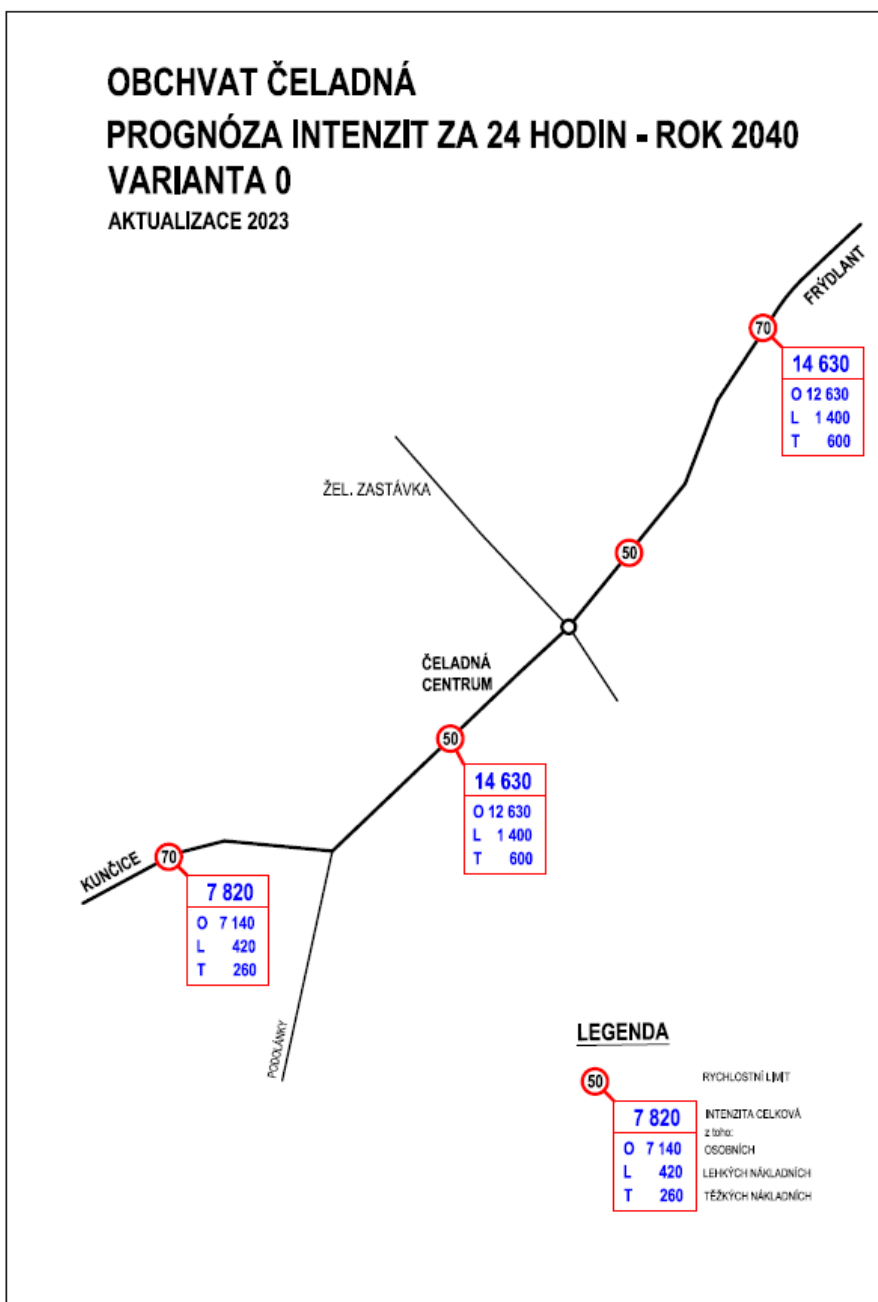 OBCHVAT ČELADNÁ
PROGNÓZA INTENZIT ZA 24 HODIN - ROK 2040
VARIANTA 0
AKTUALIZACE 2023
FRÝDLANT
70
14 630
O 12 630
L 1 400
T 600
ŽEL. ZASTÁVKA
50
ČELADNÁ
CENTRUM
50
14 630
O 12 630
L 1 400
T 600
KUNČICE
70
7 820
O 7 140
L 420
T 260
PODOLÁNKY
LEGENDA
50
RYCHLOSTNÍ LIMIT
7 820
INTENZITA CELKOVÁ
z toho:
O 7 140
OSOBNÍCH
L 420
LEHKÝCH NÁKLADNÍCH
T 260
TĚŽKÝCH NÁKLADNÍCH